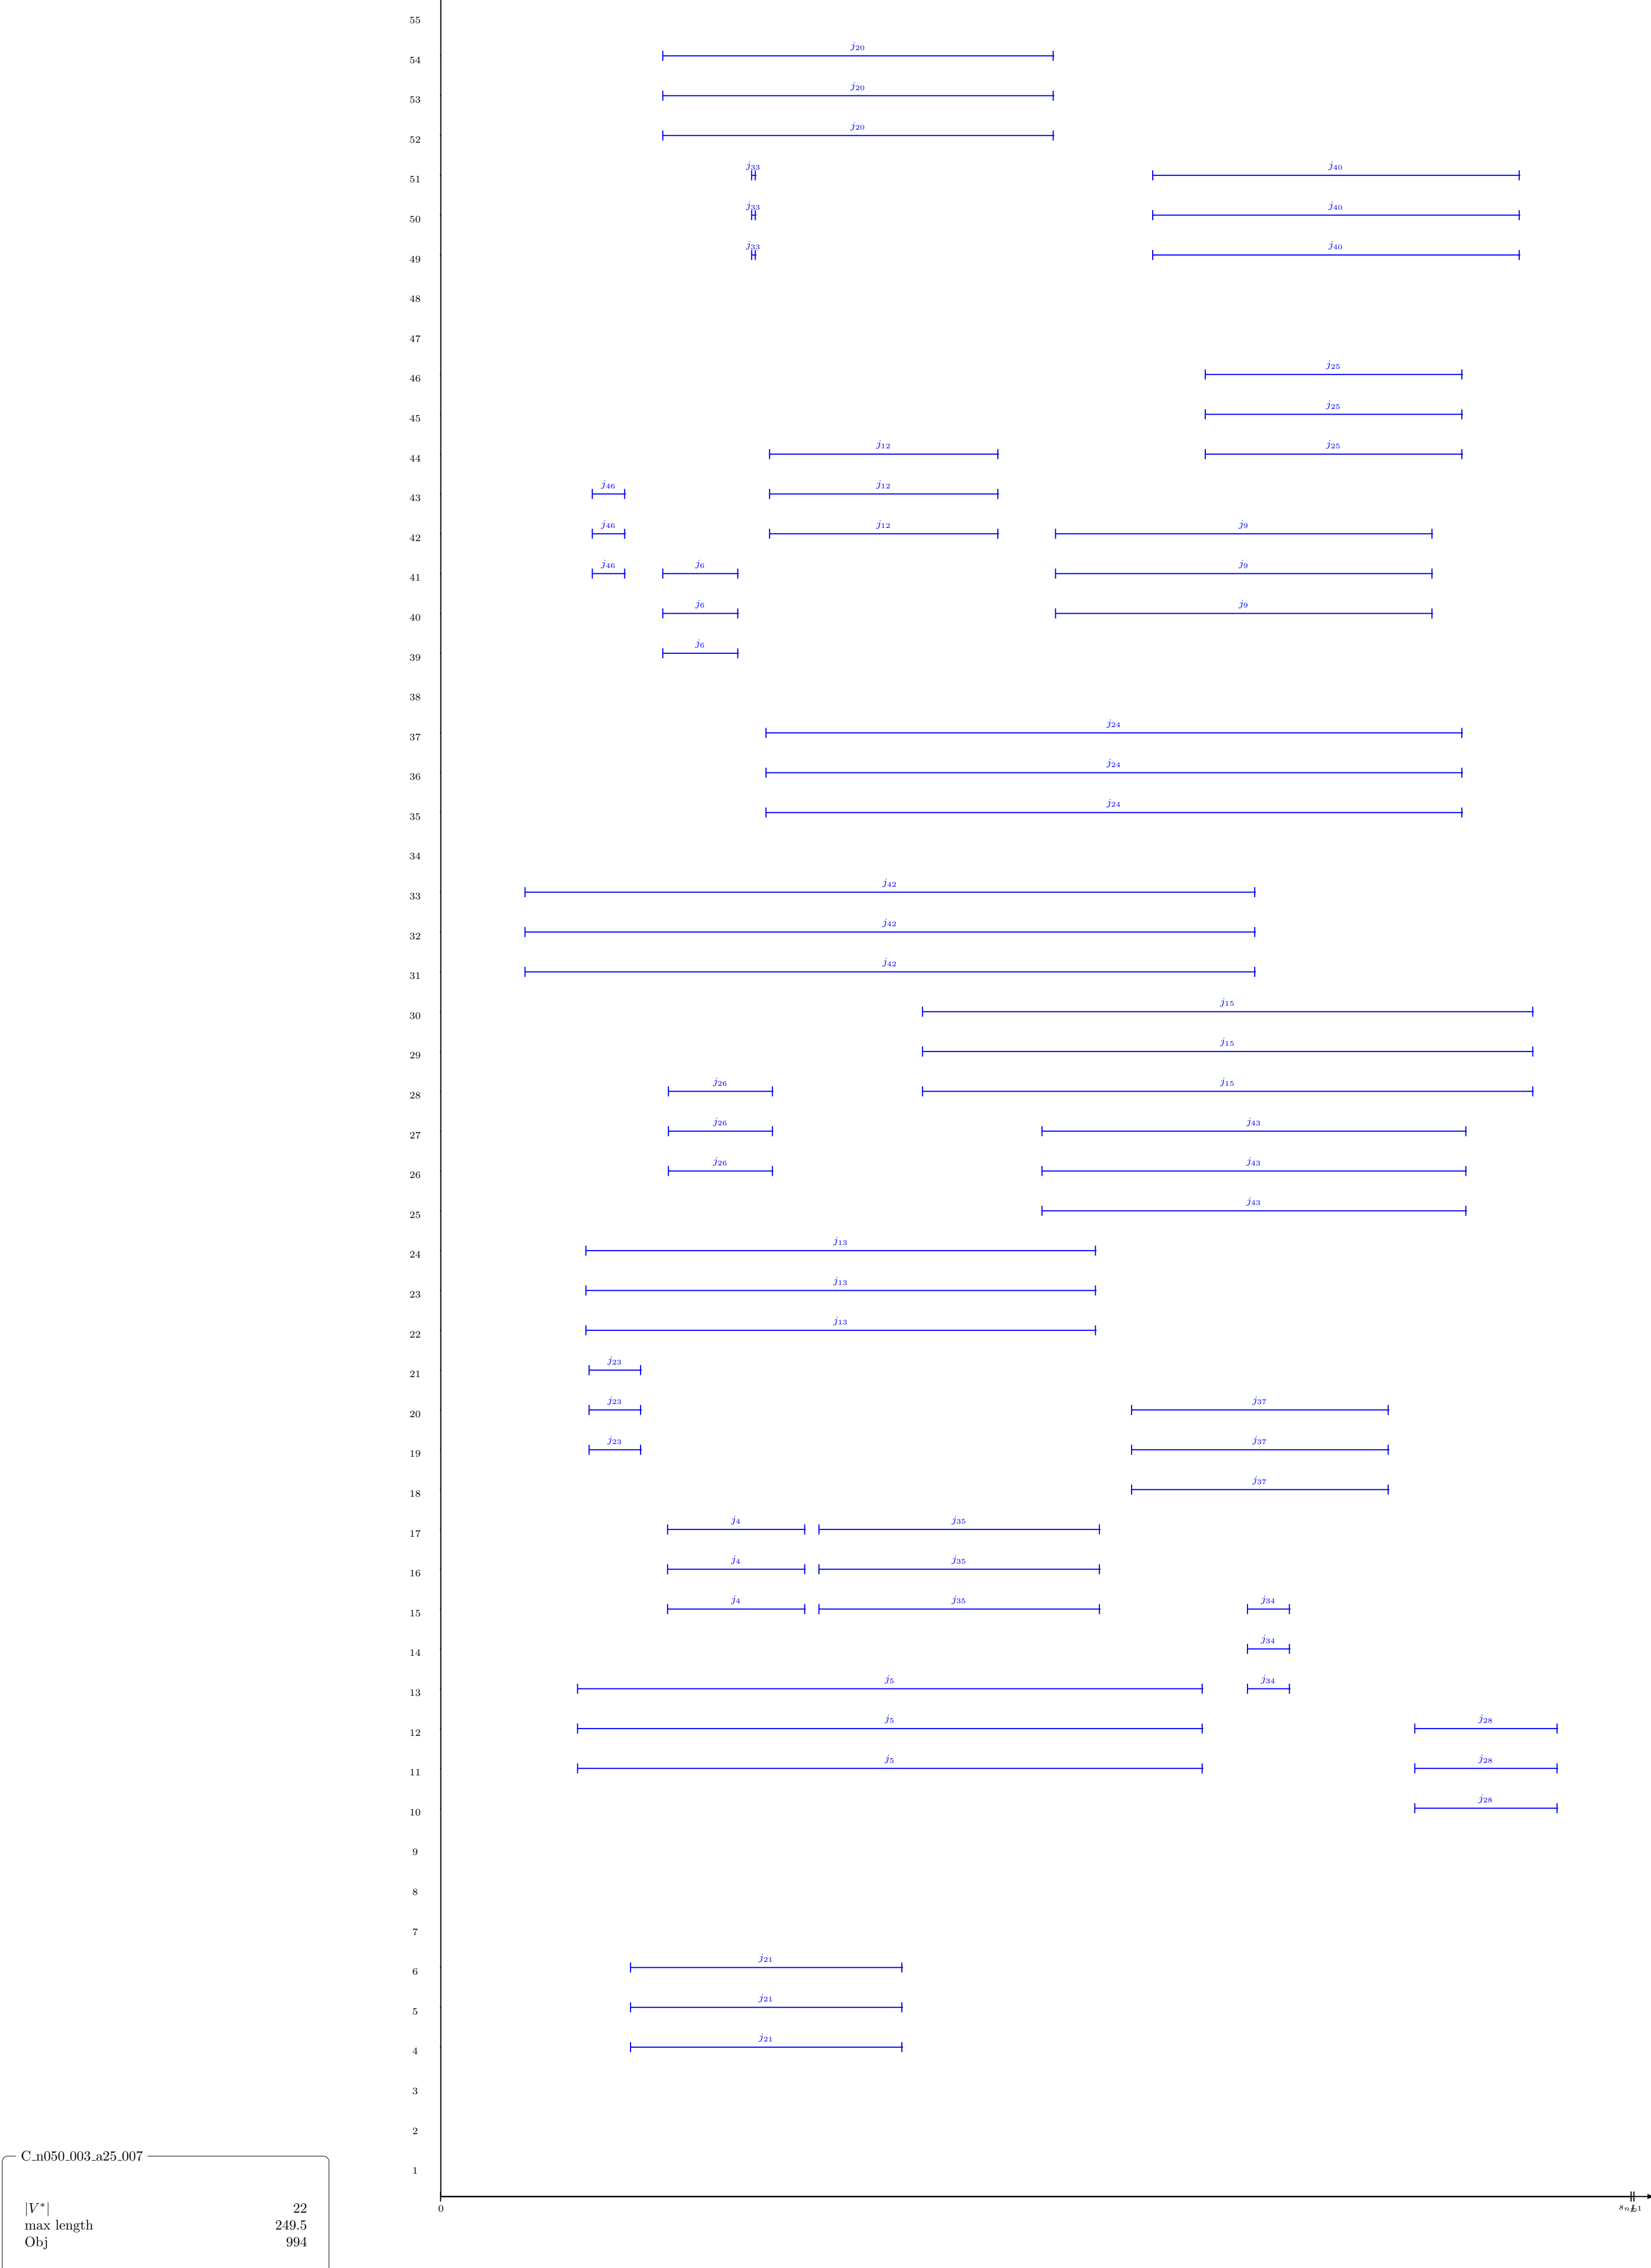 55
j20
54
j20
53
j20
52
j33 j40
51
j33 j40
50
j33 j40
49
48
47
j25
46
j25
45
j12 j25
44
j46 j12
43
j46 j12 j9
42
j46 j6 j9
41
j6 j9
40
j6
39
38
j24
37
j24
36
j24
35
34
j42
33
j42
32
j42
31
j15
30
j15
29
j26 j15
28
j26 j43
27
j26 j43
26
j43
25
j13
24
j13
23
j13
22
j23
21
j23 j37
20
j23 j37
19
j37
18
j4 j35
17
j4 j35
16
j4 j35 j34
15
j34
14
j5 j34
13
j5 j28
12
j5 j28
11
j28
10
9
8
7
j21
6
j21
5
j21
4
3
2
1
0
C_n050_003_a25_007
|V*| 22
max length 249.5
Obj 994